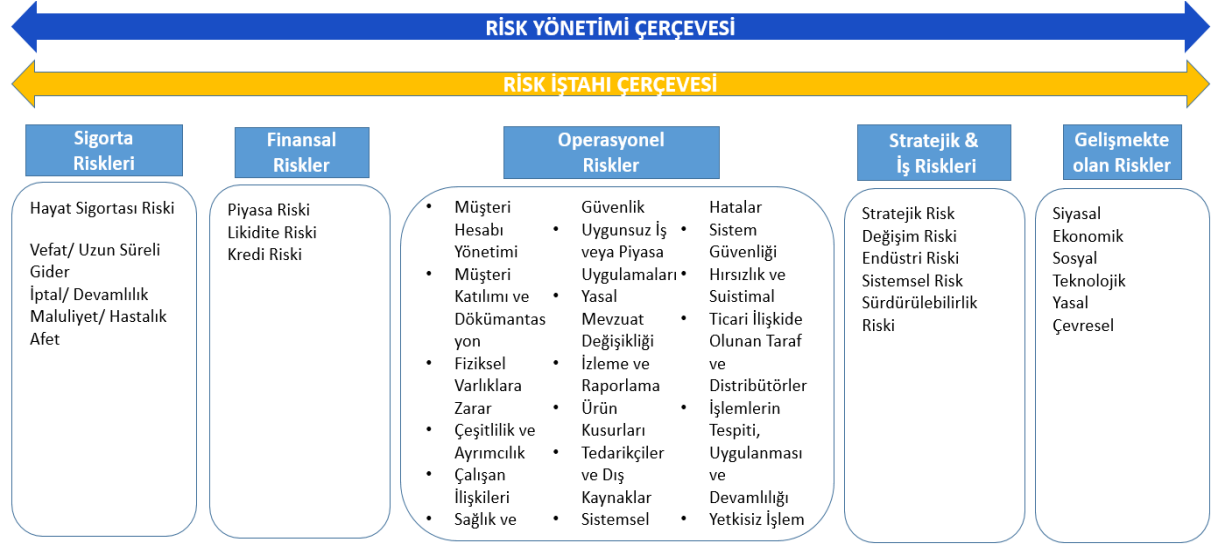 RİSK YÖNETİMİ ÇERÇEVESİ
RİSK İŞTAHI ÇERÇEVESİ
Sigorta
Riskleri
Hayat Sigortası Riski
Vefat/ Uzun Süreli
Gider
İptal/ Devamlılık
Maluliyet/ Hastalık
Afet
Finansal
Riskler
Piyasa Riski
Likidite Riski
Kredi Riski
Operasyonel
Riskler
• Müşteri
Hesabı
Yönetimi
• Müşteri
Katılımı ve
Dökümantas
yon
• Fiziksel
Varlıklara
Zarar
• Çeşitlilik ve
Ayrımcılık
• Çalışan
İlişkileri
• Sağlık ve
Güvenlik
• Uygunsuz İş
veya Piyasa
Uygulamaları
• Yasal
Mevzuat
Değişikliği
• İzleme ve
Raporlama
• Ürün
Kusurları
• Tedarikçiler
ve Dış
Kaynaklar
• Sistemsel
Hatalar
• Sistem
Güvenliği
• Hırsızlık ve
Suistimal
• Ticari İlişkide
Olunan Taraf
ve
Distribütörler
• İşlemlerin
Tespiti,
Uygulanması
ve
Devamlılığı
• Yetkisiz İşlem
Stratejik &
İş Riskleri
Stratejik Risk
Değişim Riski
Endüstri Riski
Sistemsel Risk
Sürdürülebilirlik
Riski
Gelişmekte
olan Riskler
Siyasal
Ekonomik
Sosyal
Teknolojik
Yasal
Çevresel